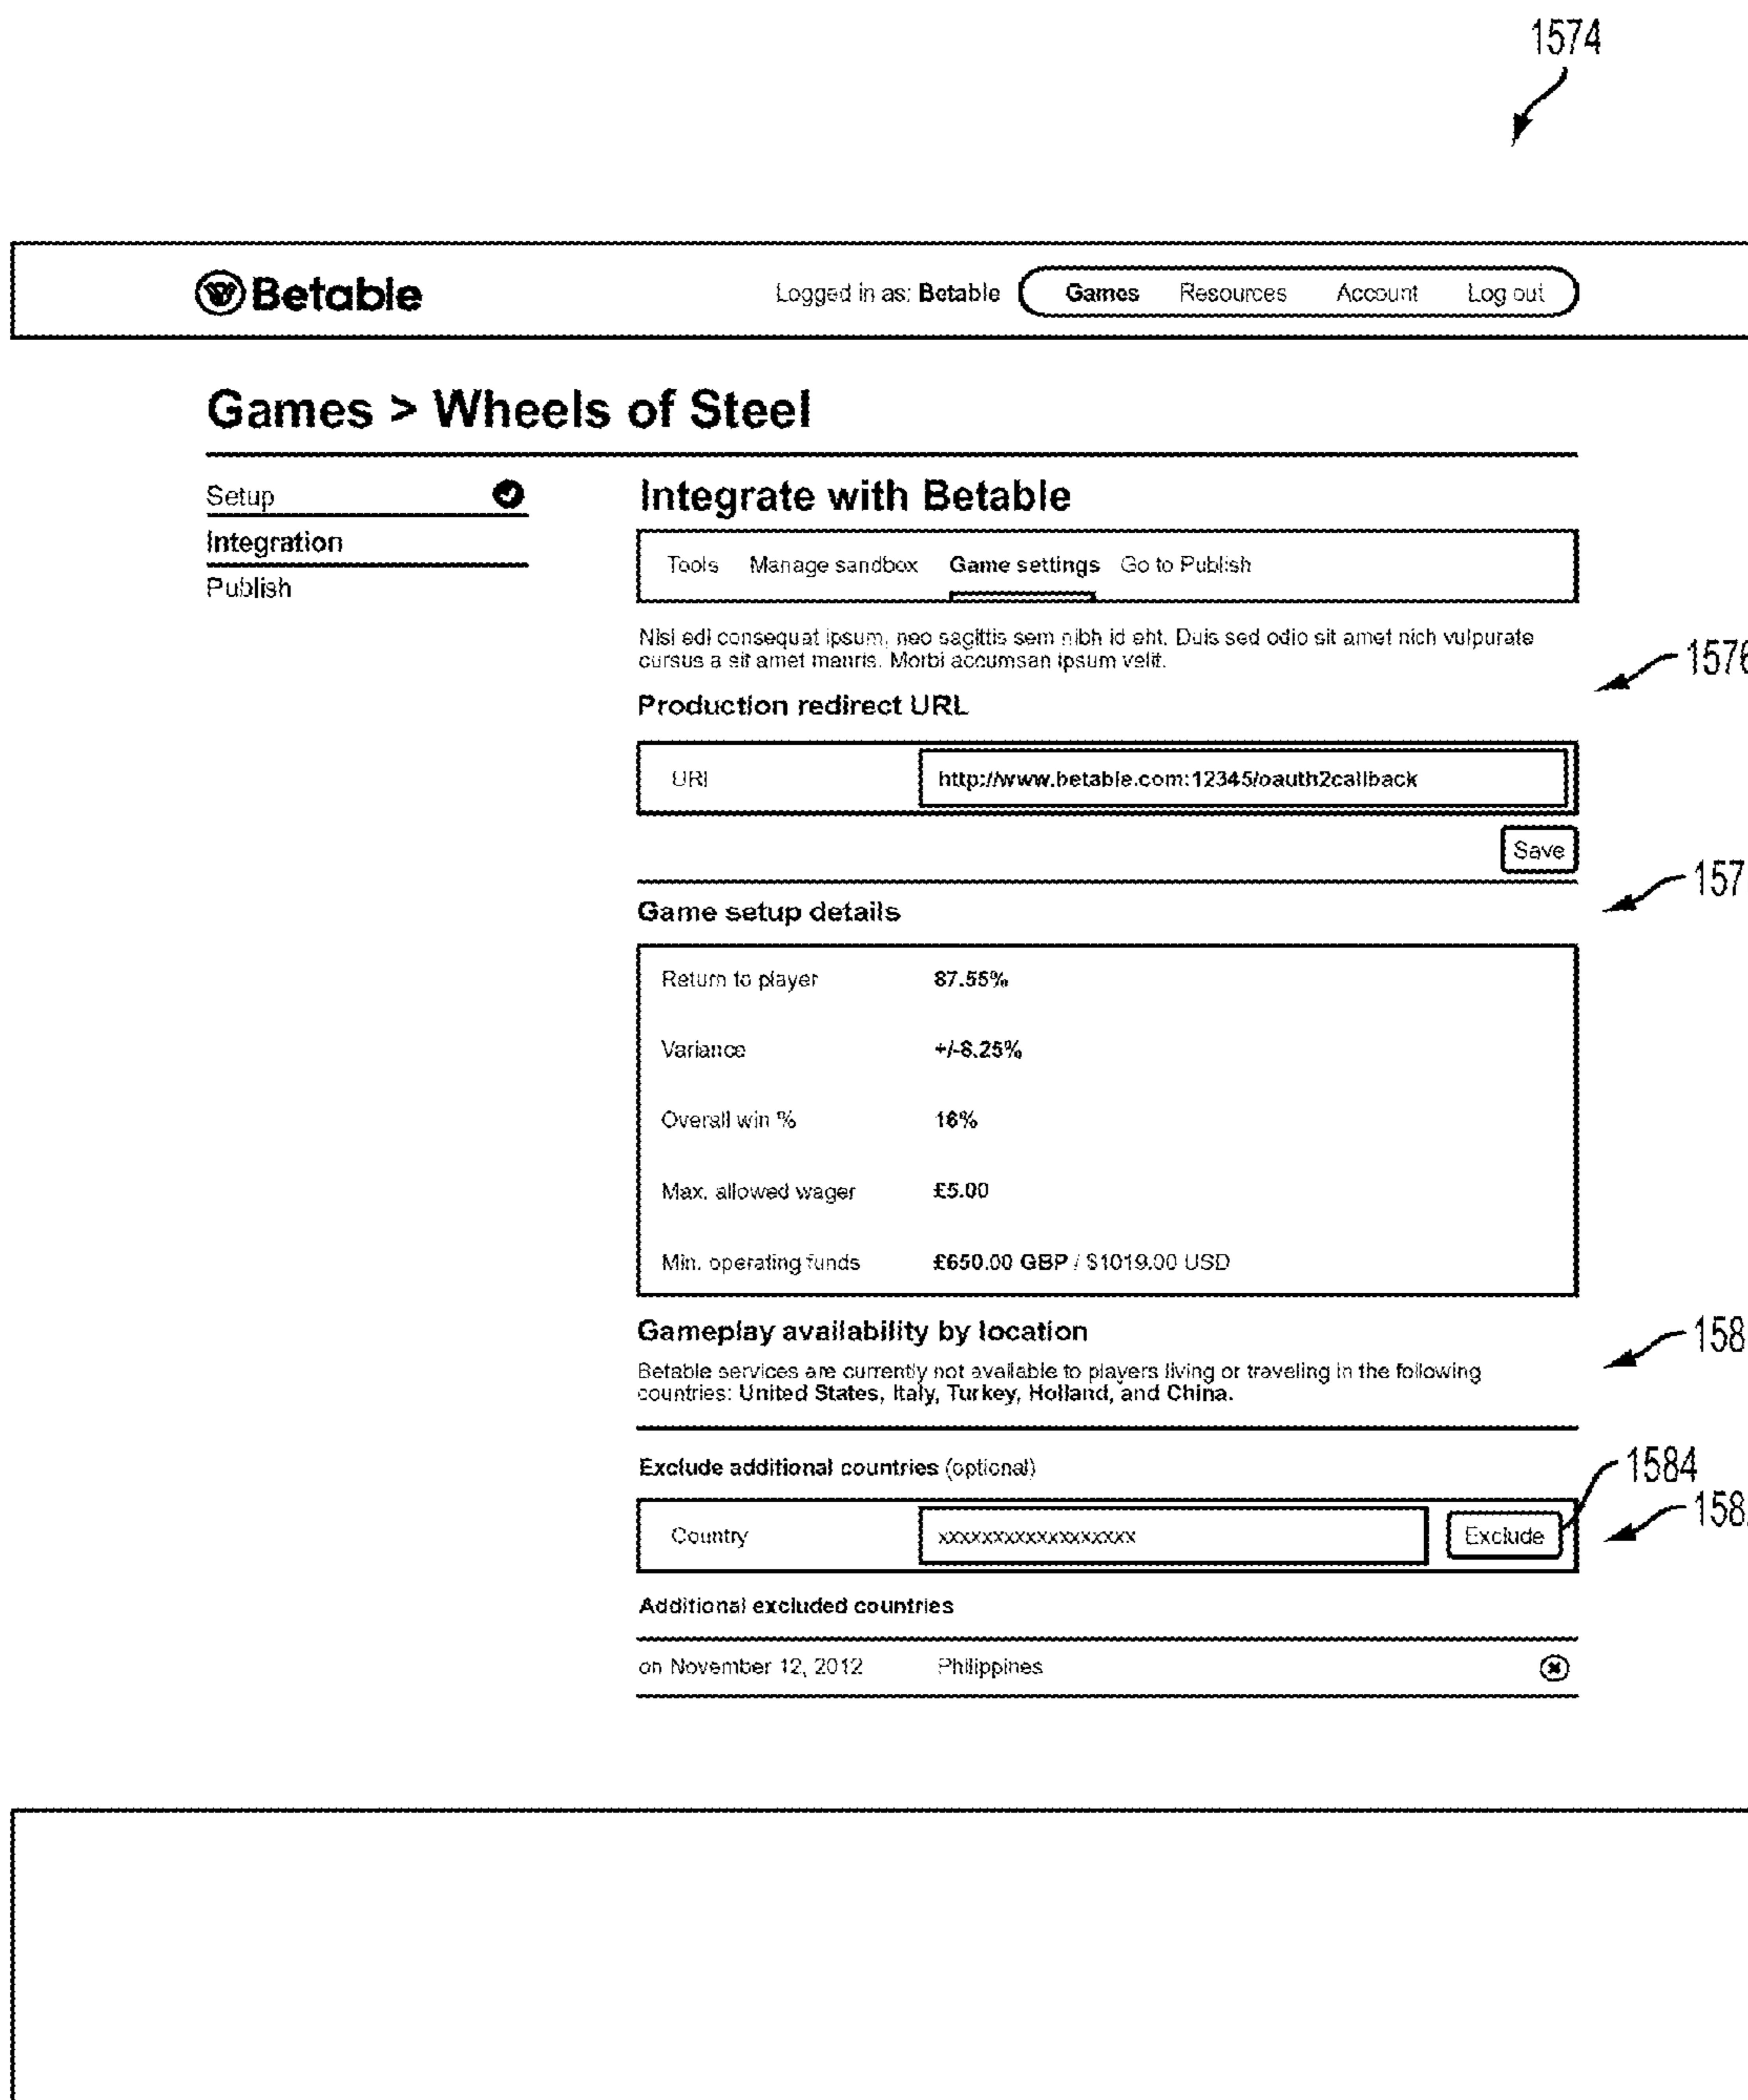 1574
Betable
Logged in as: Betable Games Resources Account Log out
Games > Wheels of Steel
Setup
Integration
Publish
Integrate with Betable
Tools Manage sandbox Game settings Go to Publish
Nisl edi consequat ipsum, neo sagittis sem nibh id eht. Duis sed odio sit amet nich vulpurate
cursus a sit amet mauris. Morbi accumsan ipsum velit.
1576
Production redirect URL
URI http://www.betable.com:12345/oauth2callback
Save
157
Game setup details
Return to player 87.55%
Variance +/-8.25%
Overall win % 16%
Max. allowed wager £5.00
Min. operating funds £650.00 GBP / $1019.00 USD
Gameplay availability by location
158
Betable services are currently not available to players living or traveling in the following
countries: United States, Italy, Turkey, Holland, and China.
Exclude additional countries (optional)
1584
Country xxxxxxxxxxxxxxxxxx Exclude
158
Additional excluded countries
on November 12, 2012 Philippines